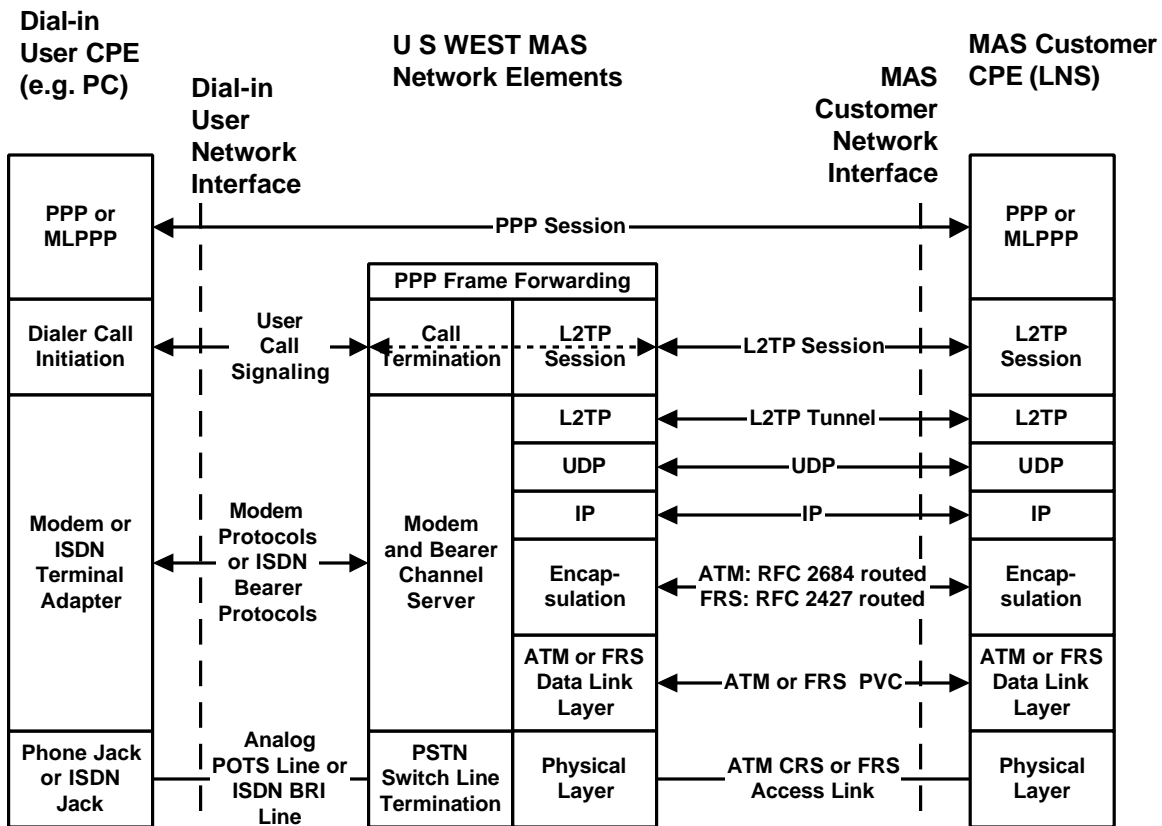 Dial-in
User CPE
(e.g. PC)
Dial-in
User
Network
Interface
U S WEST MAS
Network Elements
MAS
Customer
Network
Interface
MAS Customer
CPE (LNS)
PPP or
MLPPP
PPP Session
PPP or
MLPPP
PPP Frame Forwarding
Dialer Call
Initiation
User
Call
Signaling
Call
Termination
L2TP
Session
L2TP Session
L2TP
Session
Modem or
ISDN
Terminal
Adapter
Modem
Protocols
or ISDN
Bearer
Protocols
Modem
and Bearer
Channel
Server
L2TP
L2TP Tunnel
L2TP
UDP
UDP
UDP
IP
IP
IP
Encap-
sulation
ATM: RFC 2684 routed
FRS: RFC 2427 routed
Encap-
sulation
ATM or FRS
Data Link
Layer
ATM or FRS PVC
ATM or FRS
Data Link
Layer
Phone Jack
or ISDN
Jack
Analog
POTS Line or
ISDN BRI
Line
PSTN
Switch Line
Termination
Physical
Layer
ATM CRS or FRS
Access Link
Physical
Layer